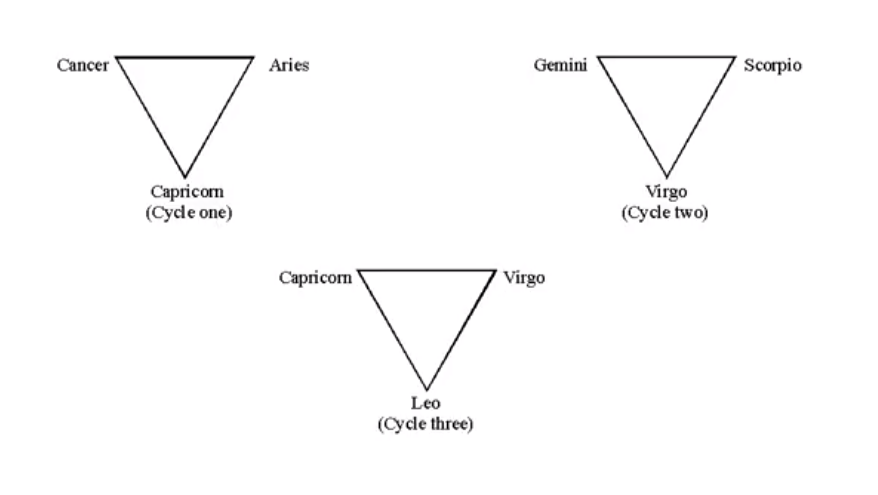 Cancer
Aries
Capricorn
(Cycle one)
Gemini
Scorpio
Virgo
(Cycle two)
Capricorn
Virgo
Leo
(Cycle three)